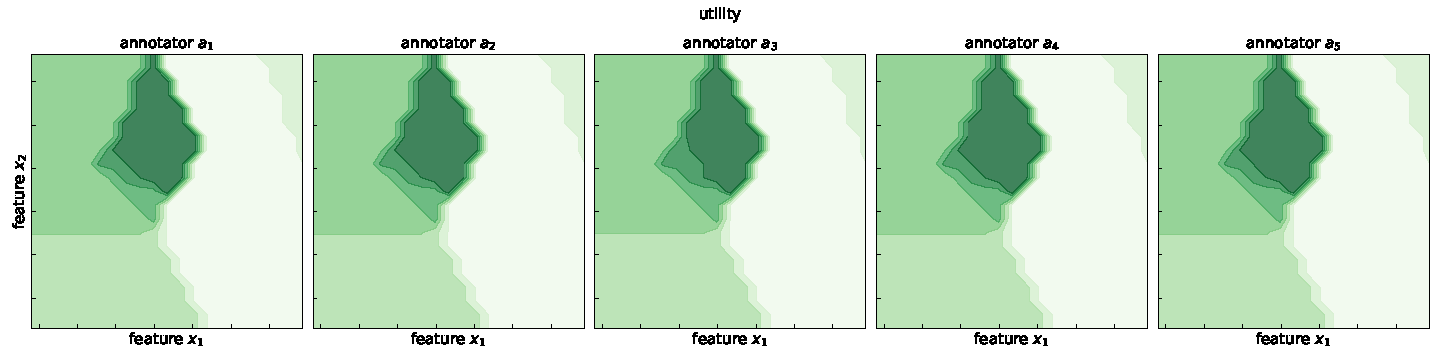 utility
annotator a₁ annotator a₂ annotator a₃ annotator a₄ annotator a₅
feature x₂
feature x₁ feature x₁ feature x₁ feature x₁ feature x₁